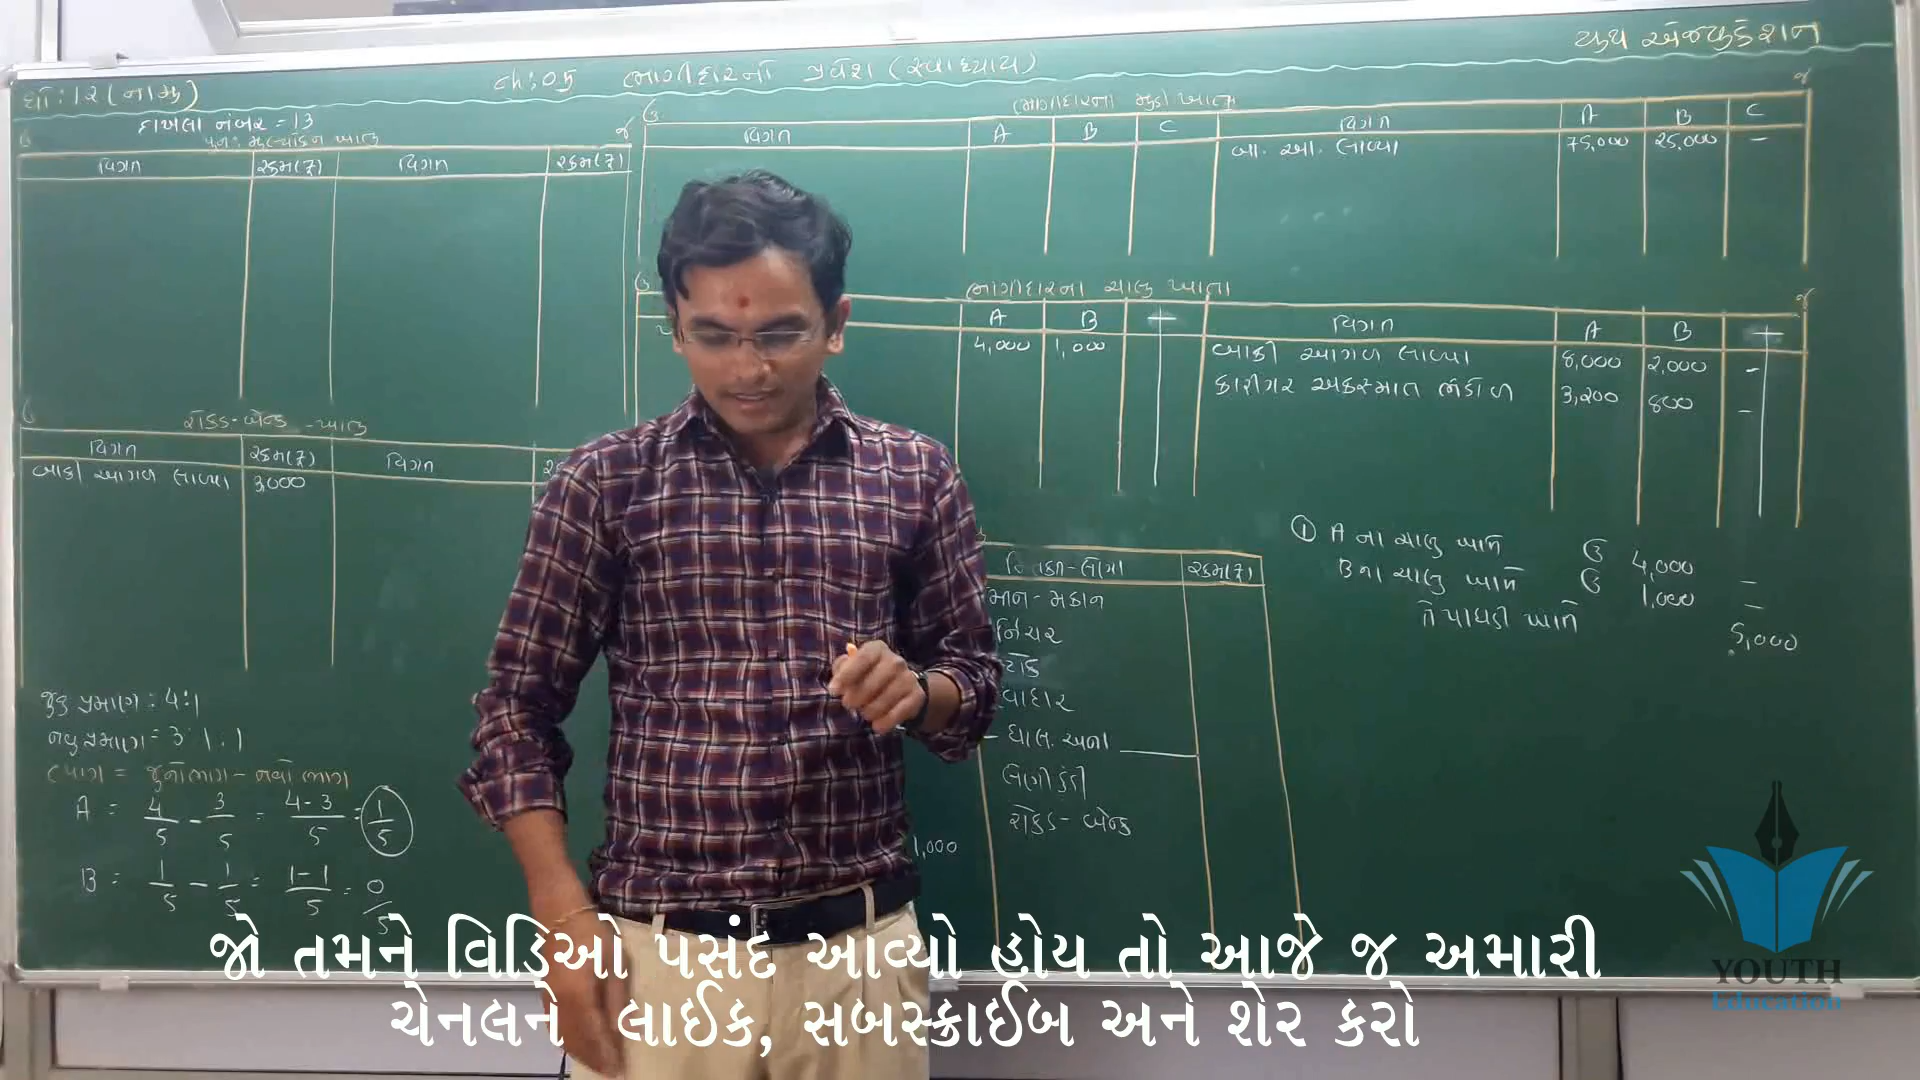 યુથ એજ્યુકેશન
ધો : 12 (નામું)
ch : 05 ભાગીદારનો પ્રવેશ (સ્વાધ્યાય)
દાખલા નંબર = 13
પુનઃ મૂલ્યાંકન ખાતુ
ઉ જ
વિગત રકમ(રૂ) વિગત રકમ(રૂ)
ભાગીદારના મૂડી ખાતા
ઉ જ
વિગત A B C વિગત A B C
બા. આ. લાવ્યા 75,000 25,000 –
ભાગીદારના ચાલુ ખાતા
ઉ જ
A B વિગત A B
4,000 1,000 બાકી આગળ લાવ્યા 8,000 2,000 –
કારીગર અકસ્માત ભંડોળ 3,200 800 –
રોકડ-બેન્ક ખાતુ
ઉ
વિગત રકમ(રૂ) વિગત
બાકી આગળ લાવ્યા 3,000
જુનુ પ્રમાણ : 4:1
નવુ પ્રમાણ = 3:1:1
ત્યાગ = જુનોભાગ – નવો ભાગ
A = 4/5 – 3/5 = 4-3/5 = 1/5
B = 1/5 – 1/5 = 1-1/5 = 0/5
મિલકત-લેણા રકમ(રૂ)
મકાન
- ઘાલ. અના
રોકડ-બેન્ક
1,000
① A ના ચાલુ ખાતે ઉ 4,000 –
B ના ચાલુ ખાતે ઉ 1,000 –
તે પાઘડી ખાતે 5,000
જો તમને વિડિઓ પસંદ આવ્યો હોય તો આજે જ અમારી
ચેનલને લાઈક, સબસ્ક્રાઈબ અને શેર કરો
YOUTH
Education